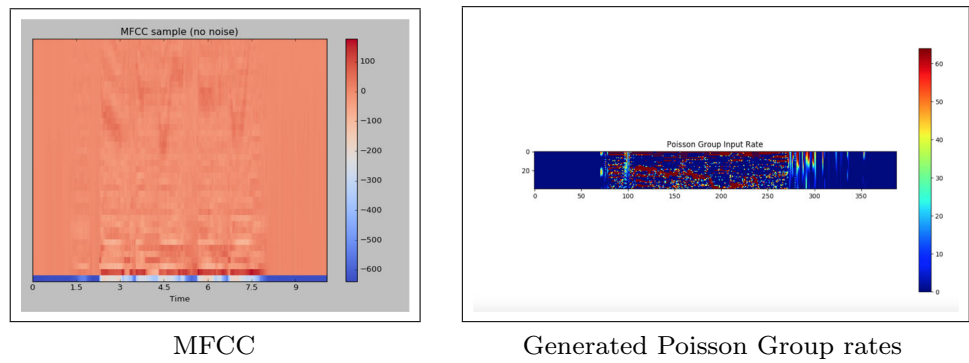 MFCC sample (no noise)
100
0
−100
−200
−300
−400
−500
−600
0 1.5 3 4.5 6 7.5 9
Time
MFCC
Poisson Group Input Rate
0
20
0 50 100 150 200 250 300 350
60
50
40
30
20
10
0
Generated Poisson Group rates